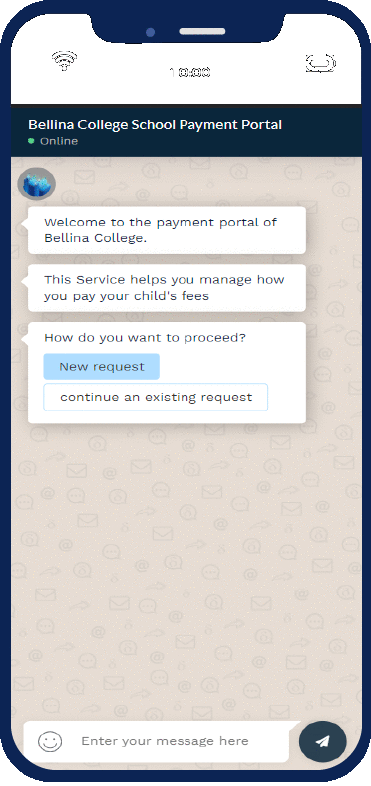 10:00
Bellina College School Payment Portal
Online
Welcome to the payment portal of
Bellina College.
This Service helps you manage how
you pay your child's fees
How do you want to proceed?
New request
continue an existing request
Enter your message here